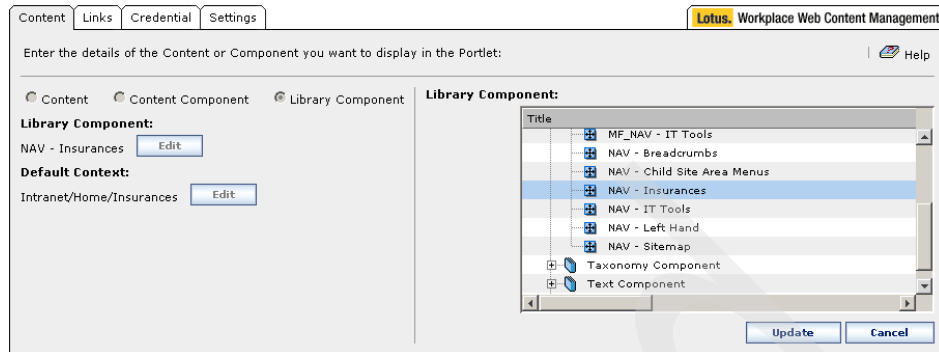 Content Links Credential Settings
Lotus. Workplace Web Content Management
Enter the details of the Content or Component you want to display in the Portlet:
Help
Content Content Component Library Component
Library Component:
NAV - Insurances Edit
Default Context:
Intranet/Home/Insurances Edit
Library Component:
Title
MF_NAV - IT Tools
NAV - Breadcrumbs
NAV - Child Site Area Menus
NAV - Insurances
NAV - IT Tools
NAV - Left Hand
NAV - Sitemap
Taxonomy Component
Text Component
Update Cancel